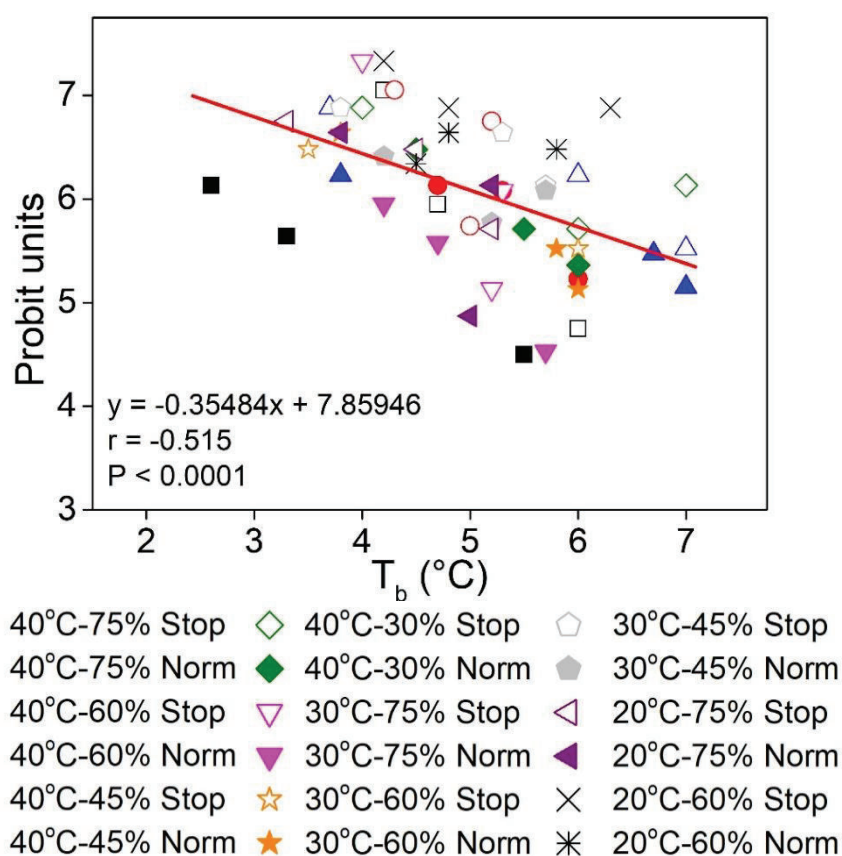 7
6
5
4
3
Probit units
y = -0.35484x + 7.85946
r = -0.515
P < 0.0001
2 3 4 5 6 7
T_b (°C)
40°C-75% Stop 40°C-30% Stop 30°C-45% Stop
40°C-75% Norm 40°C-30% Norm 30°C-45% Norm
40°C-60% Stop 30°C-75% Stop 20°C-75% Stop
40°C-60% Norm 30°C-75% Norm 20°C-75% Norm
40°C-45% Stop 30°C-60% Stop 20°C-60% Stop
40°C-45% Norm 30°C-60% Norm 20°C-60% Norm